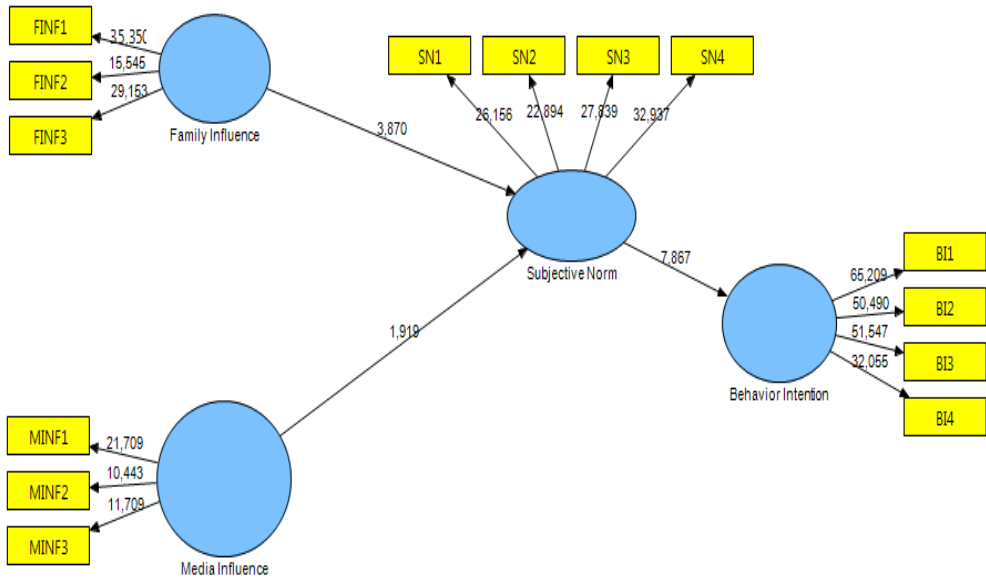 FINF1
35,350
FINF2
15,545
FINF3
29,153
Family Influence
SN1
SN2
SN3
SN4
26,156
22,894
27,839
32,937
3,870
Subjective Norm
7,867
1,919
BI1
65,209
BI2
50,490
BI3
51,547
BI4
32,055
Behavior Intention
MINF1
21,709
MINF2
10,443
MINF3
11,709
Media Influence